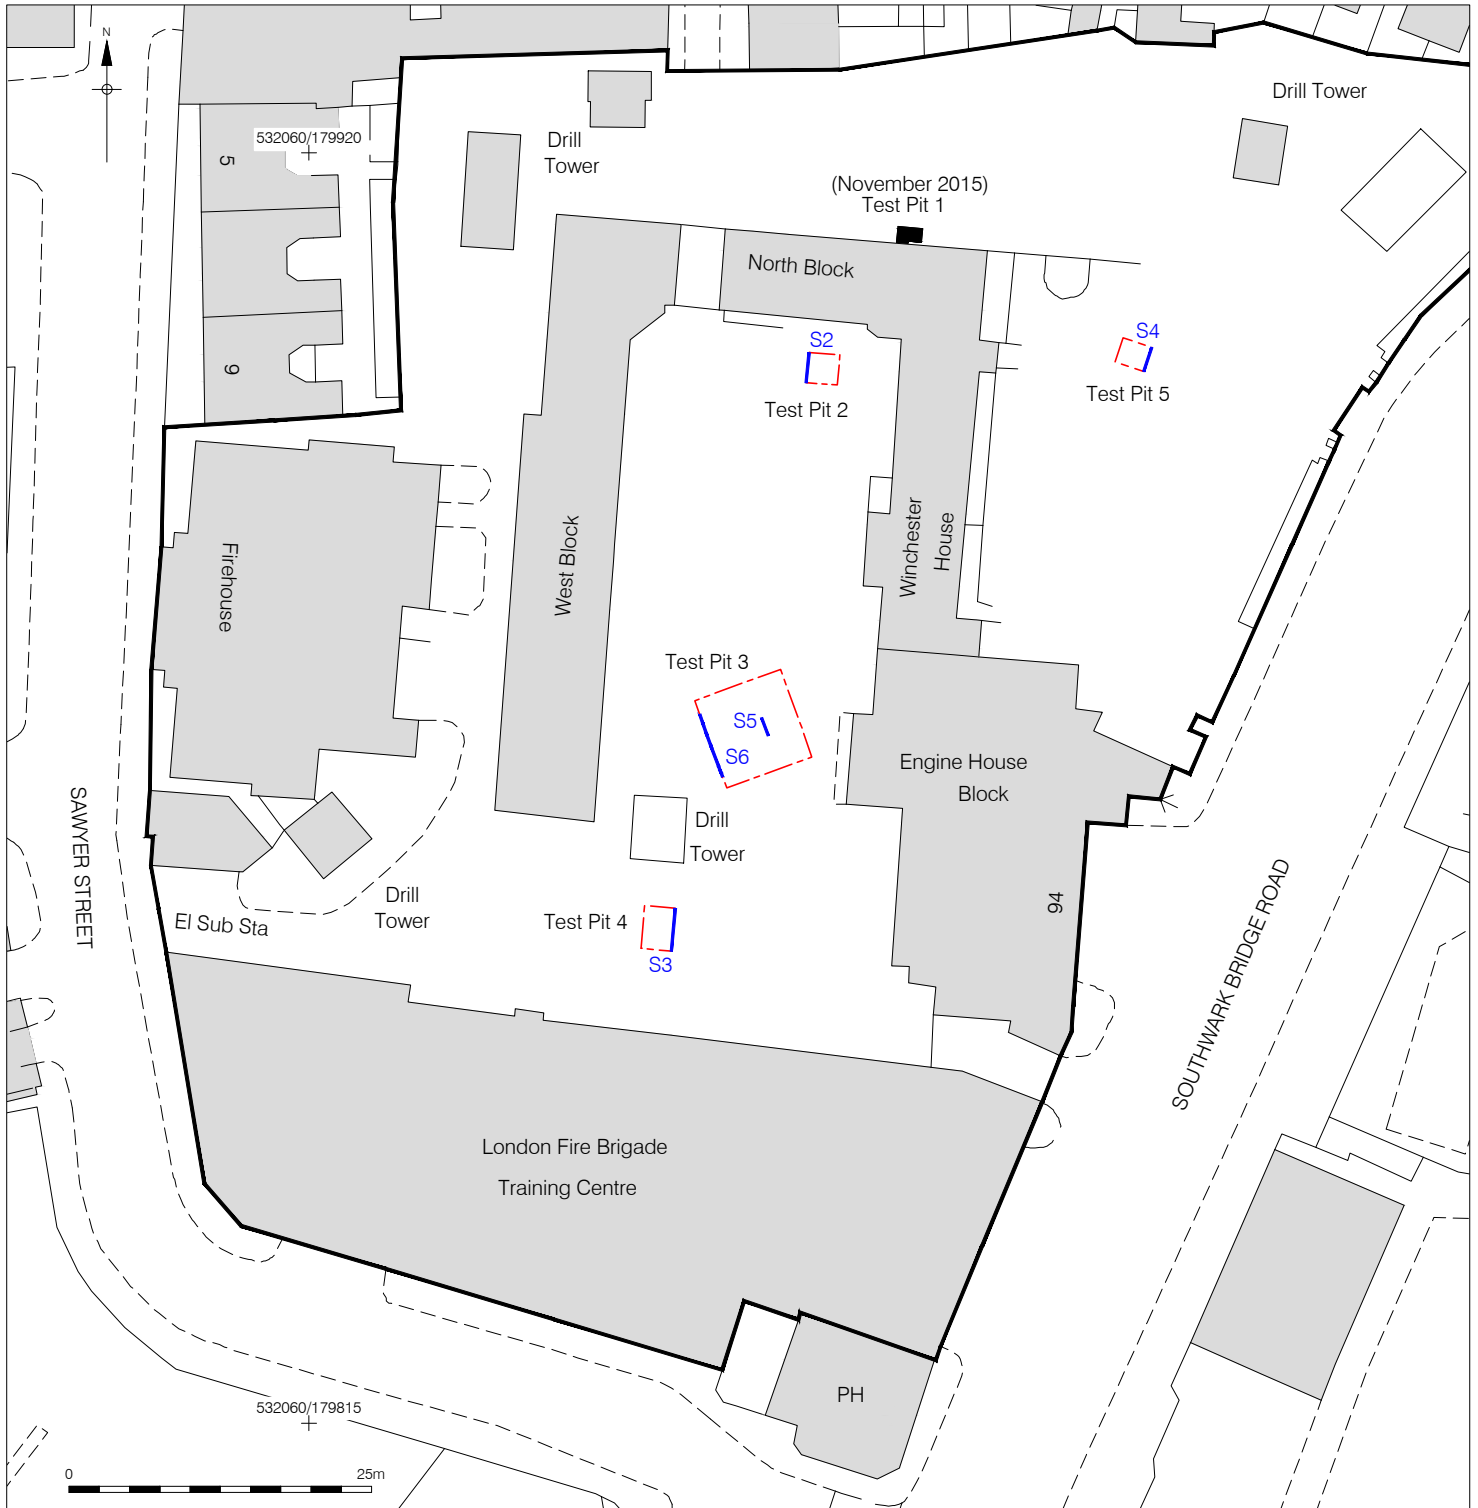 N
Drill Tower
532060/179920
Drill
Tower
5
(November 2015)
Test Pit 1
North Block
S2
S4
9
Test Pit 2
Test Pit 5
Winchester
House
West Block
Firehouse
Test Pit 3
S5
S6
Engine House
Block
SAWYER STREET
Drill
Tower
94
Drill
Tower
El Sub Sta
Test Pit 4
S3
SOUTHWARK BRIDGE ROAD
London Fire Brigade
Training Centre
PH
532060/179815
0
25m